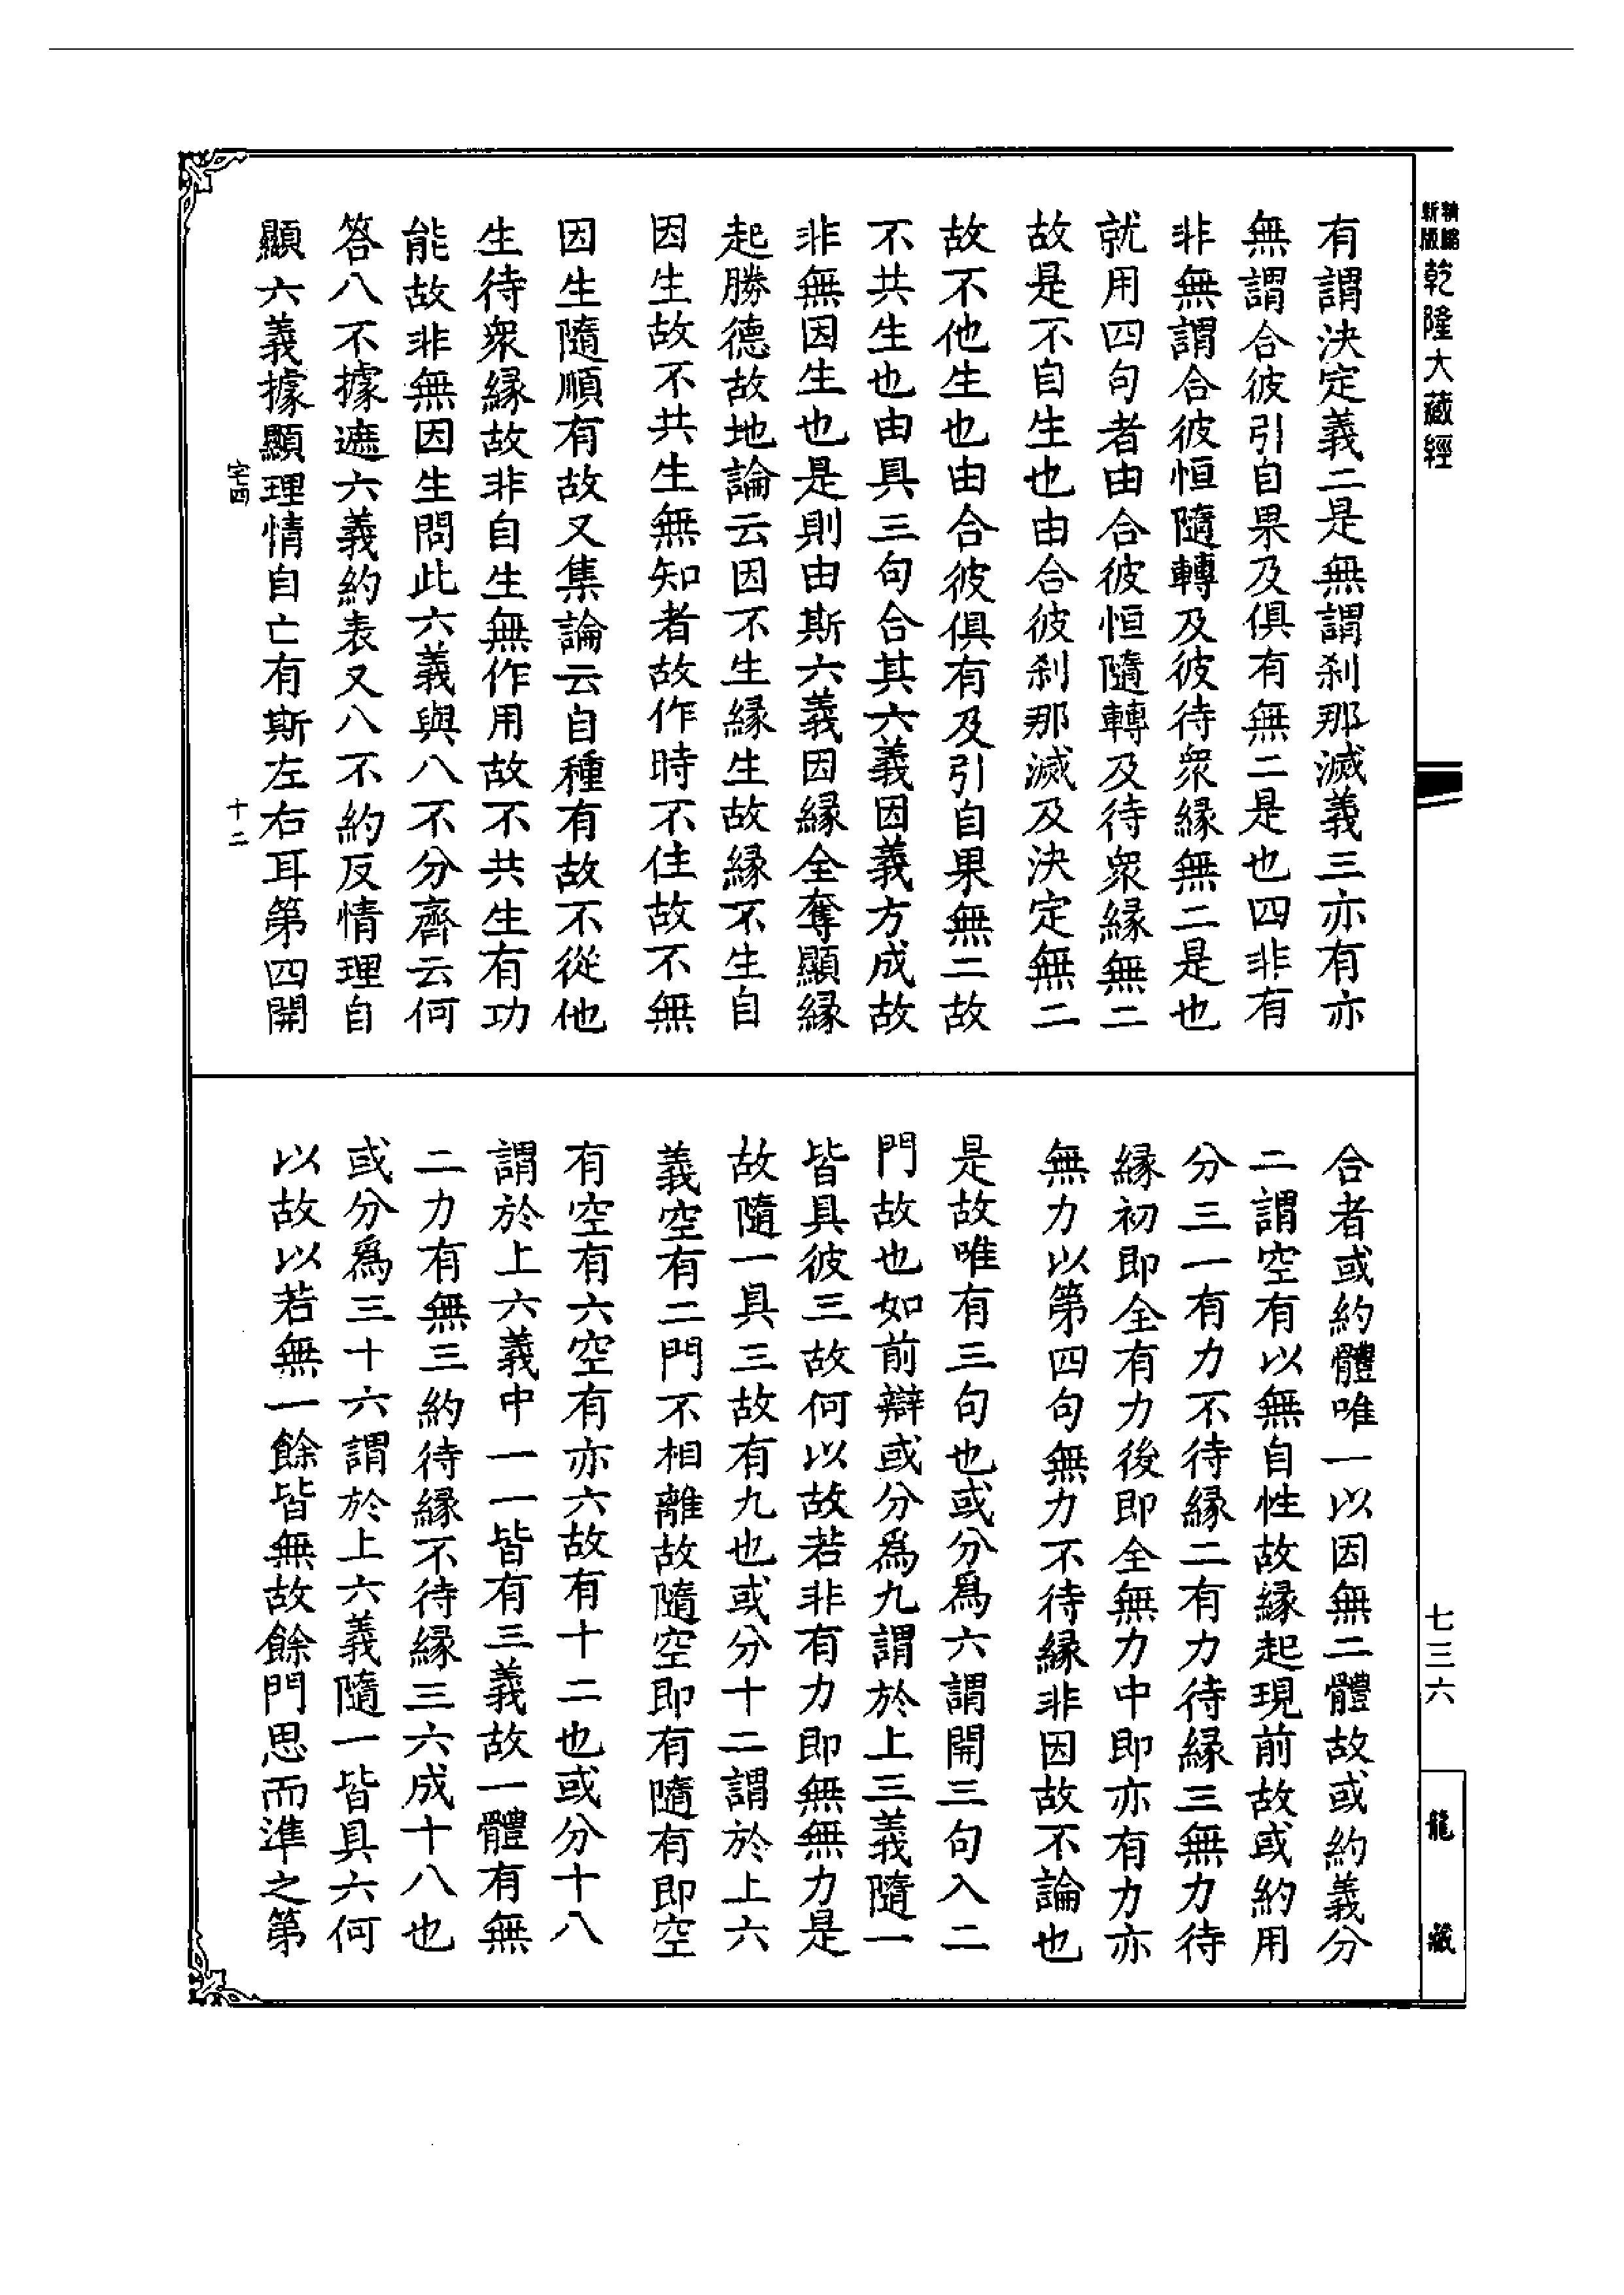 新版
精縮
乾隆大藏經
有謂決定義二是無謂刹那滅義三亦有亦
無謂合彼引自果及俱有無二是也四非有
非無謂合彼恒隨轉及彼待衆縁無二是也
就用四句者由合彼恒隨轉及待衆縁無二
故是不自生也由合彼刹那滅及決定無二
故不他生也由合彼俱有及引自果無二故
不共生也由具三句合其六義因義方成故
非無因生也是則由斯六義因縁全奪顯縁
起勝德故地論云因不生縁生故縁不生自
因生故不共生無知者故作時不住故不無
因生隨順有故又集論云自種有故不從他
生待衆縁故非自生無作用故不共生有功
能故非無因生問此六義與八不分齊云何
答八不據遮六義約表又八不約反情理自
顯六義據顯理情自亡有斯左右耳第四開
宅四
十二
合者或約體唯一以因無二體故或約義分
二謂空有以無自性故縁起現前故或約用
分三一有力不待縁二有力待縁三無力待
縁初即全有力後即全無力中即亦有力亦
無力以第四句無力不待縁非因故不論也
是故唯有三句也或分爲六謂開三句入二
門故也如前辯或分爲九謂於上三義隨一
皆具彼三故何以故若非有力即無無力是
故隨一具三故有九也或分十二謂於上六
義空有二門不相離故隨空即有隨有即空
有空有六空有亦六故有十二也或分十八
謂於上六義中一一皆有三義故一體有無
二力有無三約待縁不待縁三六成十八也
或分爲三十六謂於上六義隨一皆具六何
以故以若無一餘皆無故餘門思而準之第
七三六
龍藏